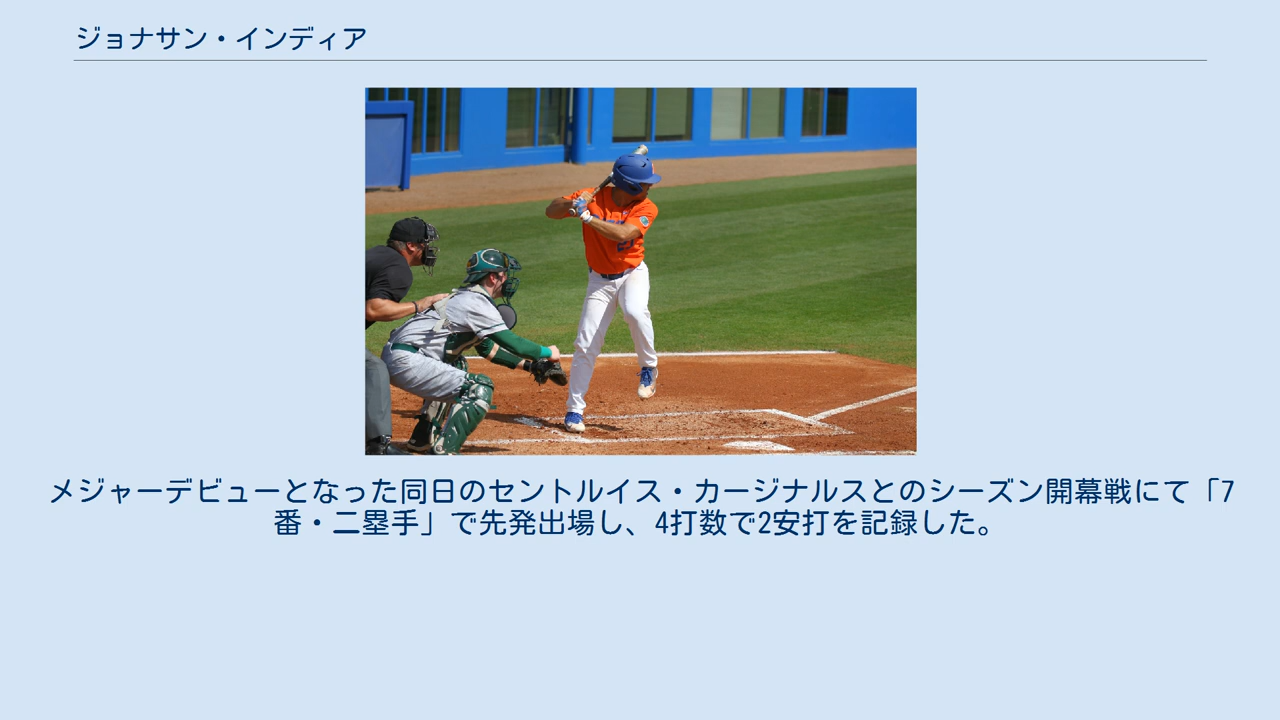 ジョナサン・インディア
メジャーデビューとなった同日のセントルイス・カージナルスとのシーズン開幕戦にて「7
番・二塁手」で先発出場し、4打数で2安打を記録した。